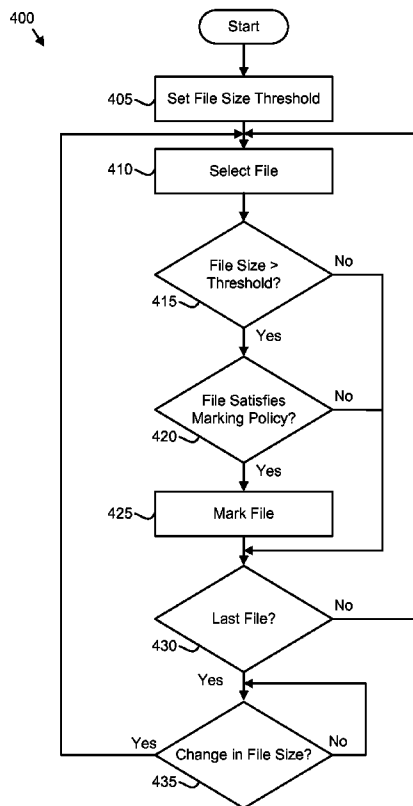 400
Start
405
Set File Size Threshold
410
Select File
File Size >
Threshold?
No
415
Yes
File Satisfies
Marking Policy?
No
420
Yes
425
Mark File
Last File?
No
430
Yes
Yes
Change in File Size?
No
435